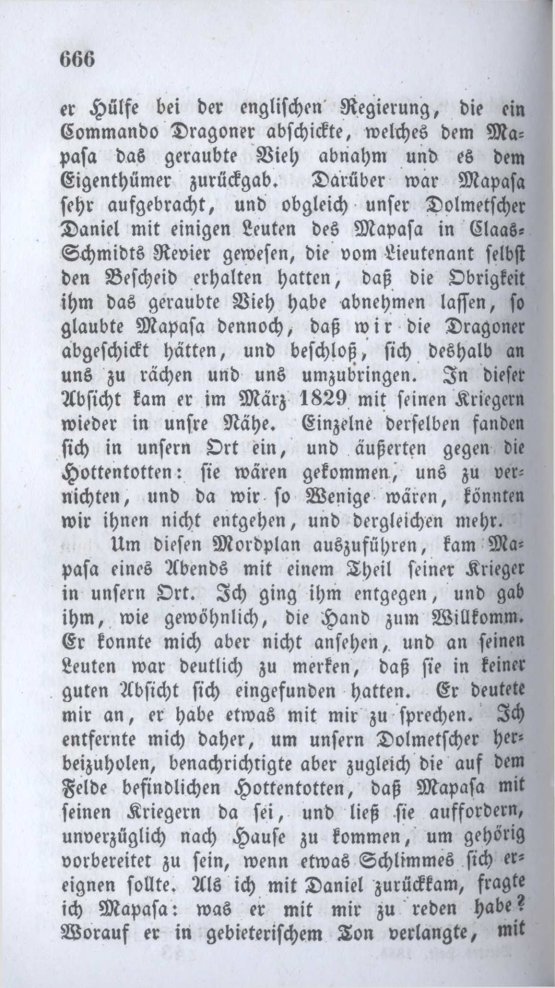 666
er Hülfe bei der englischen Regierung, die ein
Commando Dragoner abschickte, welches dem Ma-
pasa das geraubte Vieh abnahm und es dem
Eigenthümer zurückgab. Darüber war Mapasa
sehr aufgebracht, und obgleich unser Dolmetscher
Daniel mit einigen Leuten des Mapasa in Claas-
Schmidts Revier gewesen, die vom Lieutenant selbst
den Bescheid erhalten hatten, daß die Obrigkeit
ihm das geraubte Vieh habe abnehmen lassen, so
glaubte Mapasa dennoch, daß wir die Dragoner
abgeschickt hätten, und beschloß, sich deshalb an
uns zu rächen und uns umzubringen. In dieser
Absicht kam er im März 1829 mit seinen Kriegern
wieder in unsre Nähe. Einzelne derselben fanden
sich in unsern Ort ein, und äußerten gegen die
Hottentotten: sie wären gekommen, uns zu ver-
nichten, und da wir so Wenige wären, könnten
wir ihnen nicht entgehen, und dergleichen mehr.
Um diesen Mordplan auszuführen, kam Ma-
pasa eines Abends mit einem Theil seiner Krieger
in unsern Ort. Ich ging ihm entgegen, und gab
ihm, wie gewöhnlich, die Hand zum Willkomm.
Er konnte mich aber nicht ansehen, und an seinen
Leuten war deutlich zu merken, daß sie in keiner
guten Absicht sich eingefunden hatten. Er deutete
mir an, er habe etwas mit mir zu sprechen. Ich
entfernte mich daher, um unsern Dolmetscher her-
beizuholen, benachrichtigte aber zugleich die auf dem
Felde befindlichen Hottentotten, daß Mapasa mit
seinen Kriegern da sei, und ließ sie auffordern,
unverzüglich nach Hause zu kommen, um gehörig
vorbereitet zu sein, wenn etwas Schlimmes sich er-
eignen sollte. Als ich mit Daniel zurückkam, fragte
ich Mapasa: was er mit mir zu reden habe?
Worauf er in gebieterischem Ton verlangte, mit